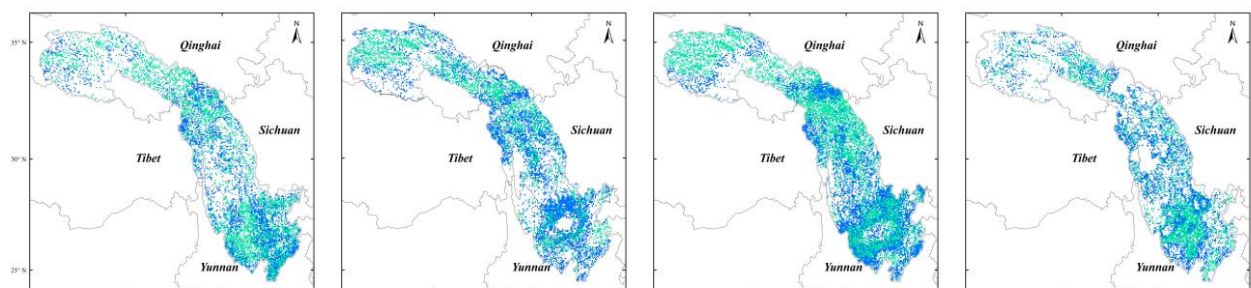 N
35° N
Qinghai
Sichuan
30° N
Tibet
Yunnan
25° N
N
Qinghai
Sichuan
Tibet
Yunnan
N
Qinghai
Sichuan
Tibet
Yunnan
N
Qinghai
Sichuan
Tibet
Yunnan